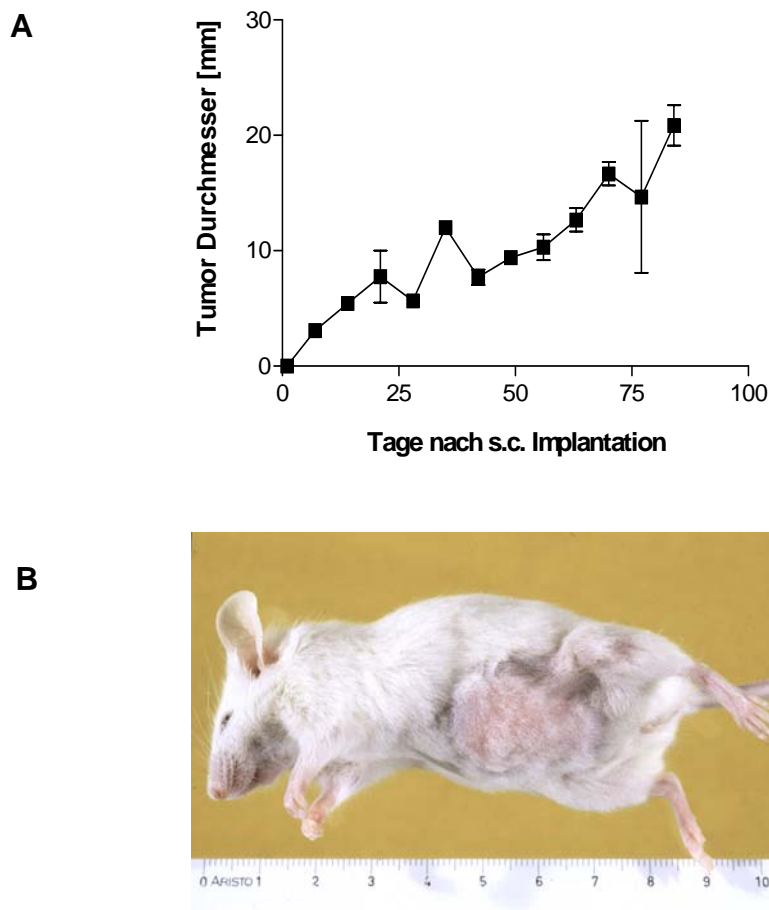 A
Tumor Durchmesser [mm]
30
20
10
0
0 25 50 75 100
Tage nach s.c. Implantation
B
0 ARISTO 1 2 3 4 5 6 7 8 9 10